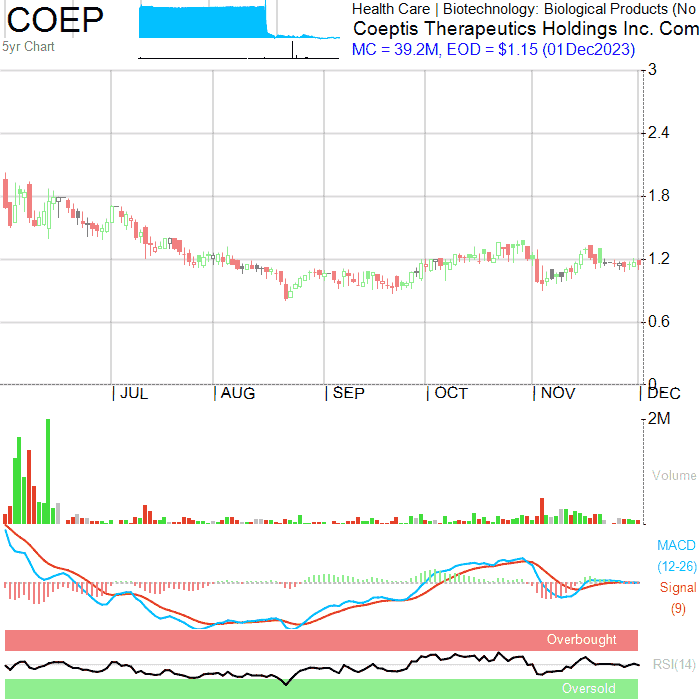 COEP
5yr Chart
Health Care | Biotechnology: Biological Products (No
Coeptis Therapeutics Holdings Inc. Com
MC = 39.2M, EOD = $1.15 (01Dec2023)
3
2.4
1.8
1.2
0.6
0
| JUL | AUG | SEP | OCT | NOV | DEC
2M
Volume
MACD
(12-26)
Signal
(9)
Overbought
RSI(14)
Oversold